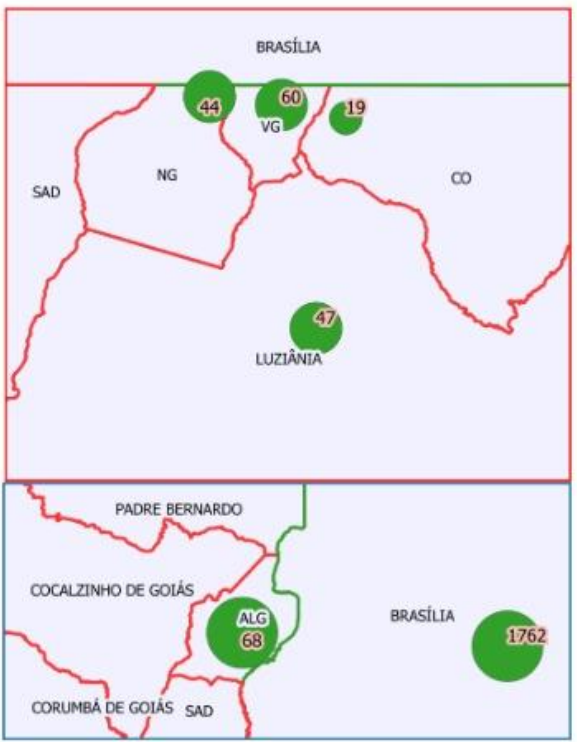 BRASÍLIA
44
60
19
VG
NG
CO
SAD
47
LUZIÂNIA
PADRE BERNARDO
COCALZINHO DE GOIÁS
ALG
68
BRASÍLIA
1762
CORUMBÁ DE GOIÁS
SAD